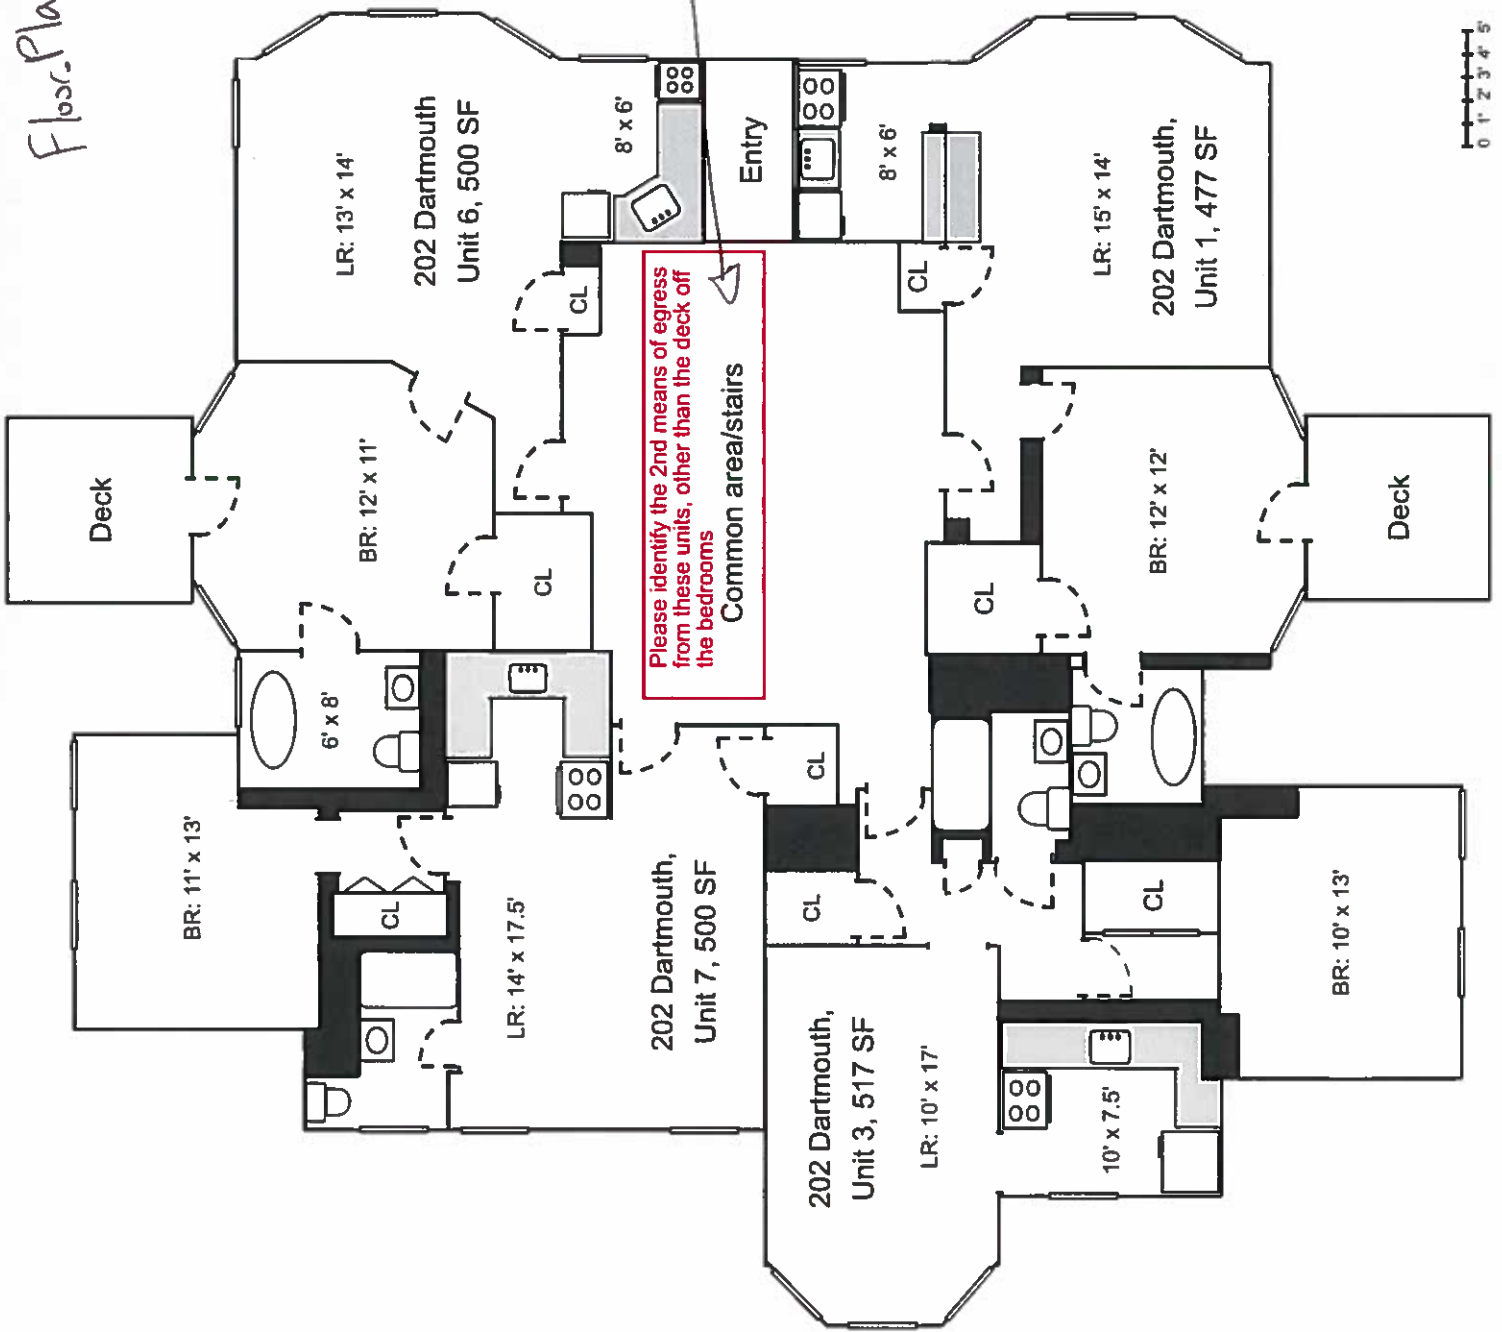 Floor Pla
Deck
LR: 13' x 14'
202 Dartmouth
Unit 6, 500 SF
8' x 6'
BR: 12' x 11'
CL
CL
6' x 8'
BR: 11' x 13'
CL
LR: 14' x 17.5'
202 Dartmouth,
Unit 7, 500 SF
CL
Please identify the 2nd means of egress
from these units, other than the deck off
the bedrooms
Common area/stairs
Entry
8' x 6'
CL
LR: 15' x 14'
202 Dartmouth,
Unit 1, 477 SF
CL
BR: 12' x 12'
Deck
CL
202 Dartmouth,
Unit 3, 517 SF
LR: 10' x 17'
CL
10' x 7.5'
BR: 10' x 13'
0 1' 2' 3' 4' 5'